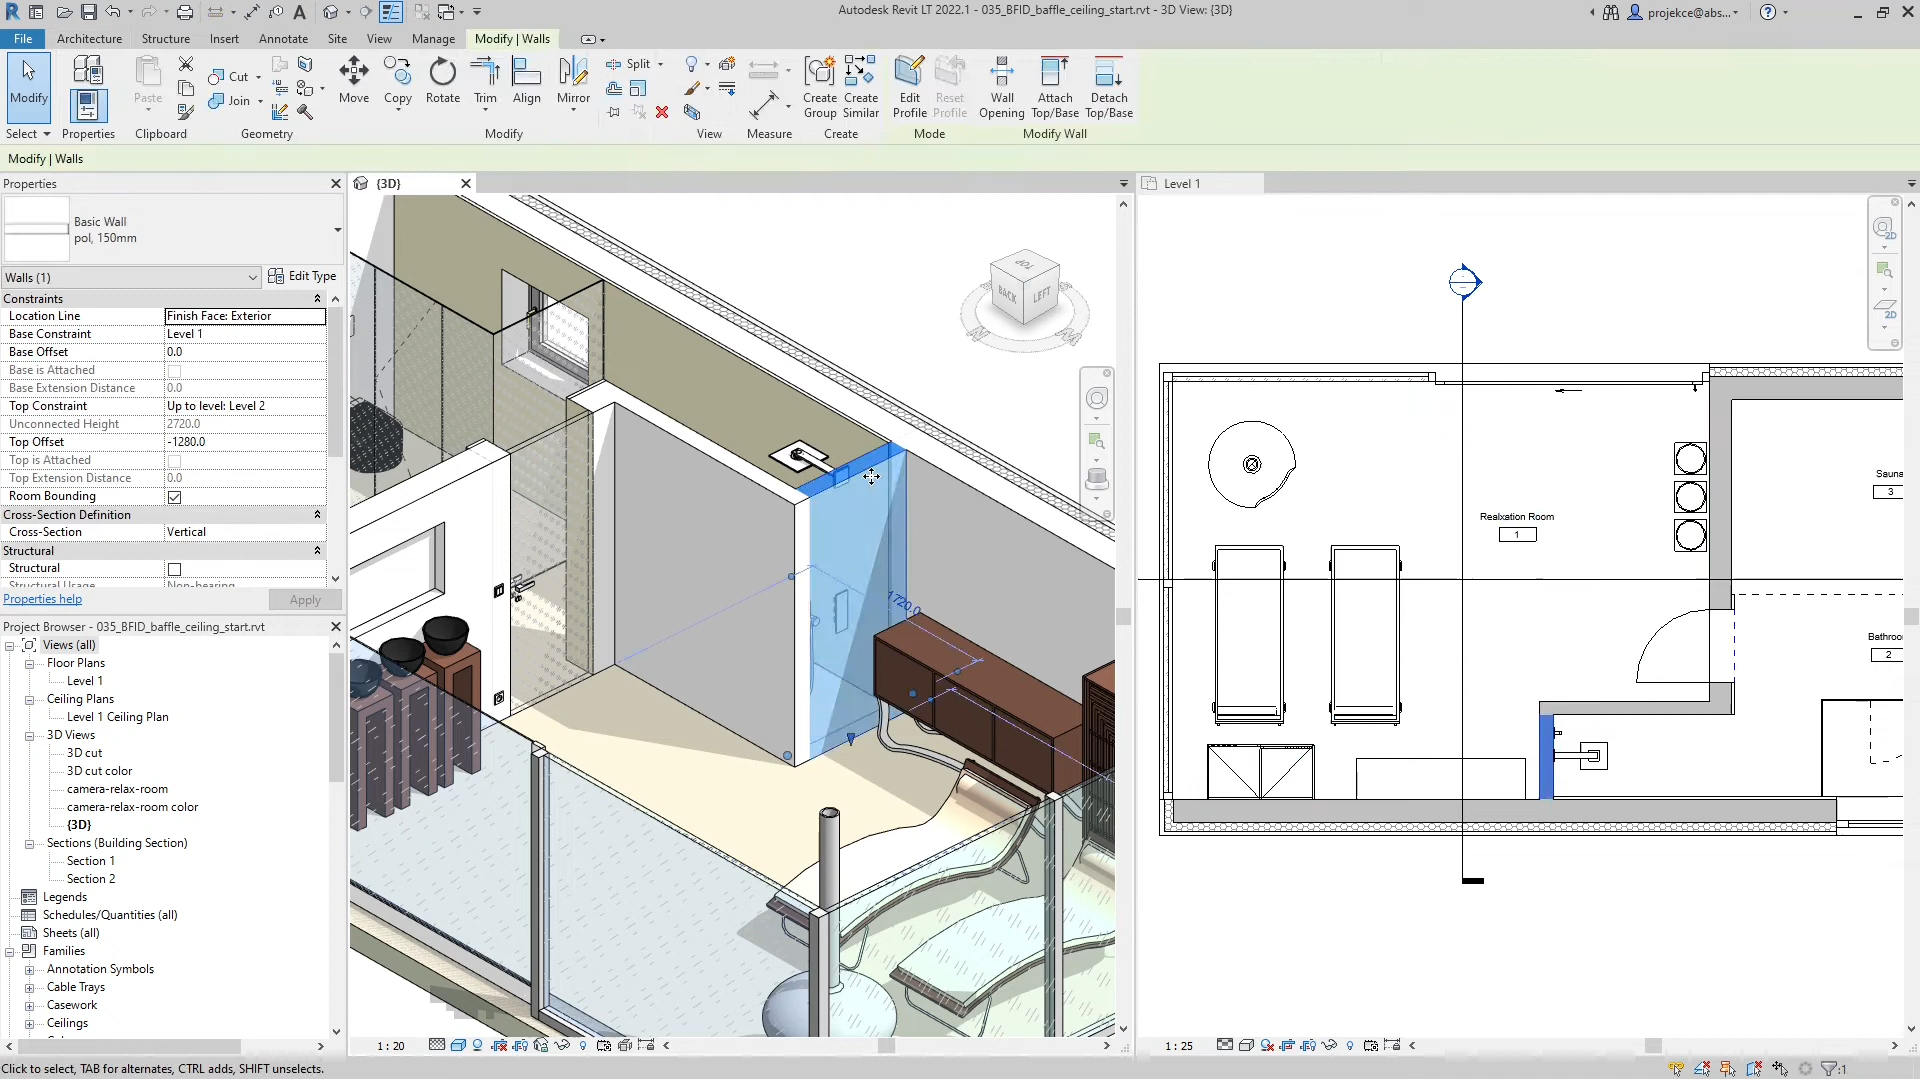 Autodesk Revit LT 2022.1 - 035_BFID_baffle_ceiling_start.rvt - 3D View: {3D}
projekce@abs...
File Architecture Structure Insert Annotate Site View Manage Modify | Walls
Modify
Select
Properties
Paste
Clipboard
Cut
Join
Geometry
Move
Copy
Rotate
Trim
Align
Mirror
Split
Modify
View
Measure
Create Group
Create Similar
Create
Edit Profile
Reset Profile
Mode
Wall Opening
Attach Top/Base
Detach Top/Base
Modify Wall
Modify | Walls
Properties
Basic Wall
pol, 150mm
Walls (1)
Edit Type
Constraints
Location Line Finish Face: Exterior
Base Constraint Level 1
Base Offset 0.0
Base is Attached
Base Extension Distance 0.0
Top Constraint Up to level: Level 2
Unconnected Height 2720.0
Top Offset -1280.0
Top is Attached
Top Extension Distance 0.0
Room Bounding
Cross-Section Definition
Cross-Section Vertical
Structural
Structural
Structural Usage Non-bearing
Properties help
Apply
Project Browser - 035_BFID_baffle_ceiling_start.rvt
Views (all)
Floor Plans
Level 1
Ceiling Plans
Level 1 Ceiling Plan
3D Views
3D cut
3D cut color
camera-relax-room
camera-relax-room color
{3D}
Sections (Building Section)
Section 1
Section 2
Legends
Schedules/Quantities (all)
Sheets (all)
Families
Annotation Symbols
Cable Trays
Casework
Ceilings
{3D}
TOP
BACK
LEFT
1720.0
1 : 20
Level 1
2D
2D
Realxation Room
1
Sauna
3
Bathroo
2
1 : 25
Click to select, TAB for alternates, CTRL adds, SHIFT unselects.
:1